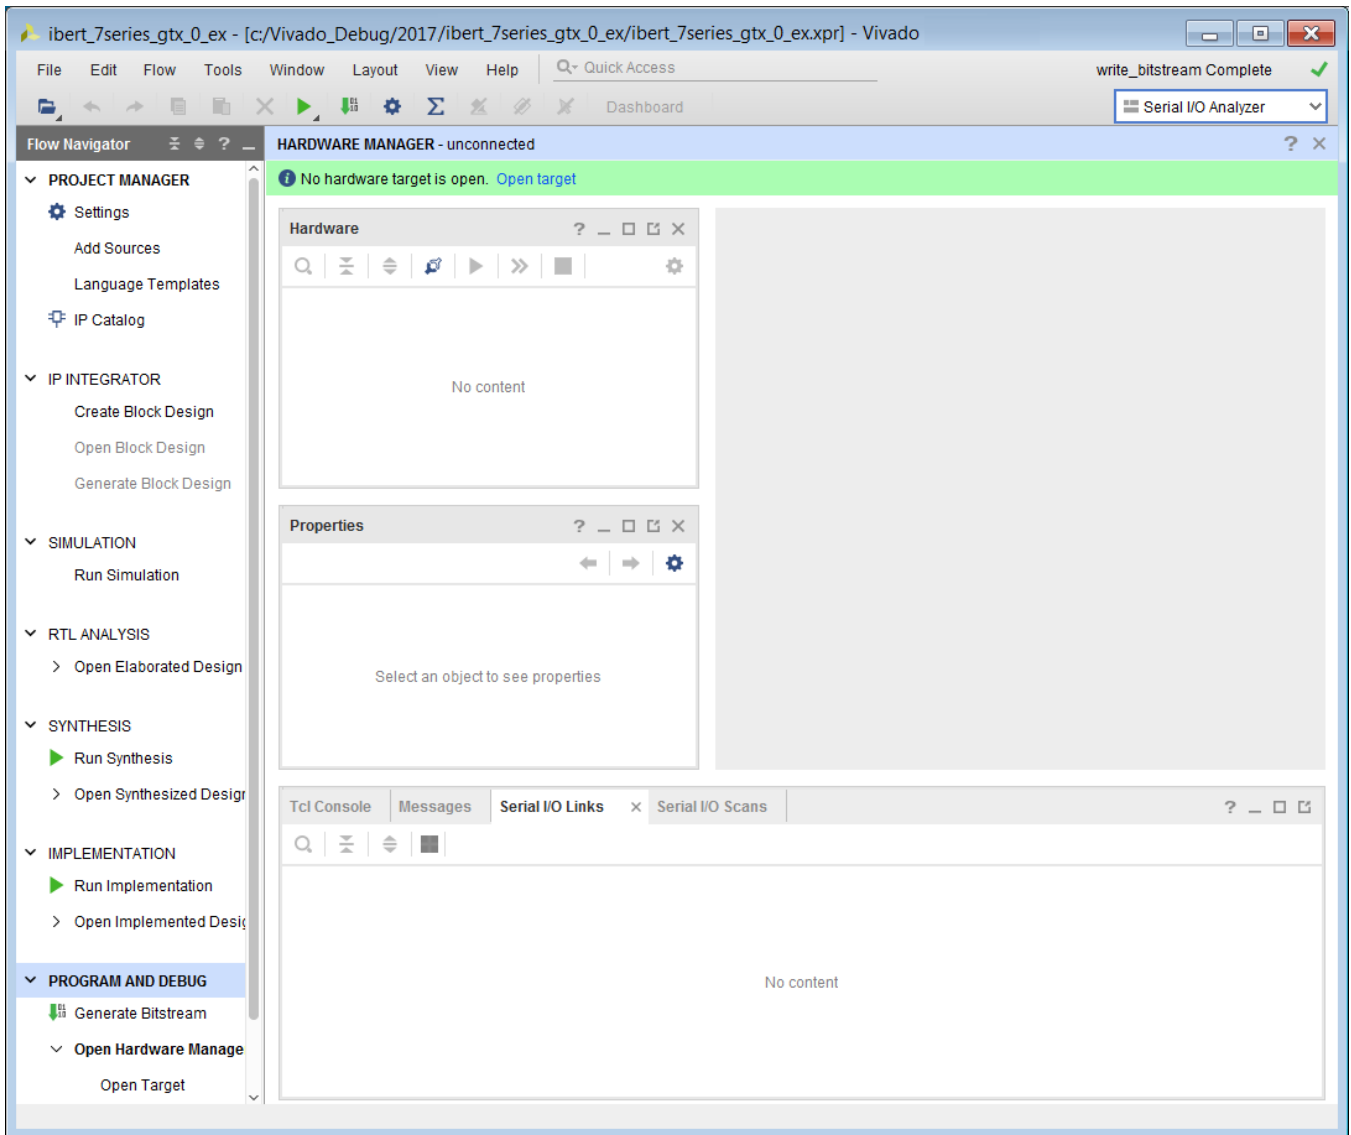 ibert_7series_gtx_0_ex - [c:/Vivado_Debug/2017/ibert_7series_gtx_0_ex/ibert_7series_gtx_0_ex.xpr] - Vivado
File Edit Flow Tools Window Layout View Help Quick Access write_bitstream Complete
Dashboard Serial I/O Analyzer
Flow Navigator ? HARDWARE MANAGER - unconnected ?
PROJECT MANAGER
No hardware target is open. Open target
Settings
Add Sources
Language Templates
IP Catalog
IP INTEGRATOR
Create Block Design
Open Block Design
Generate Block Design
SIMULATION
Run Simulation
RTL ANALYSIS
Open Elaborated Design
SYNTHESIS
Run Synthesis
Open Synthesized Desigr
IMPLEMENTATION
Run Implementation
Open Implemented Desig
PROGRAM AND DEBUG
Generate Bitstream
Open Hardware Manage
Open Target
Hardware ?
No content
Properties ?
Select an object to see properties
Tcl Console Messages Serial I/O Links Serial I/O Scans ?
No content